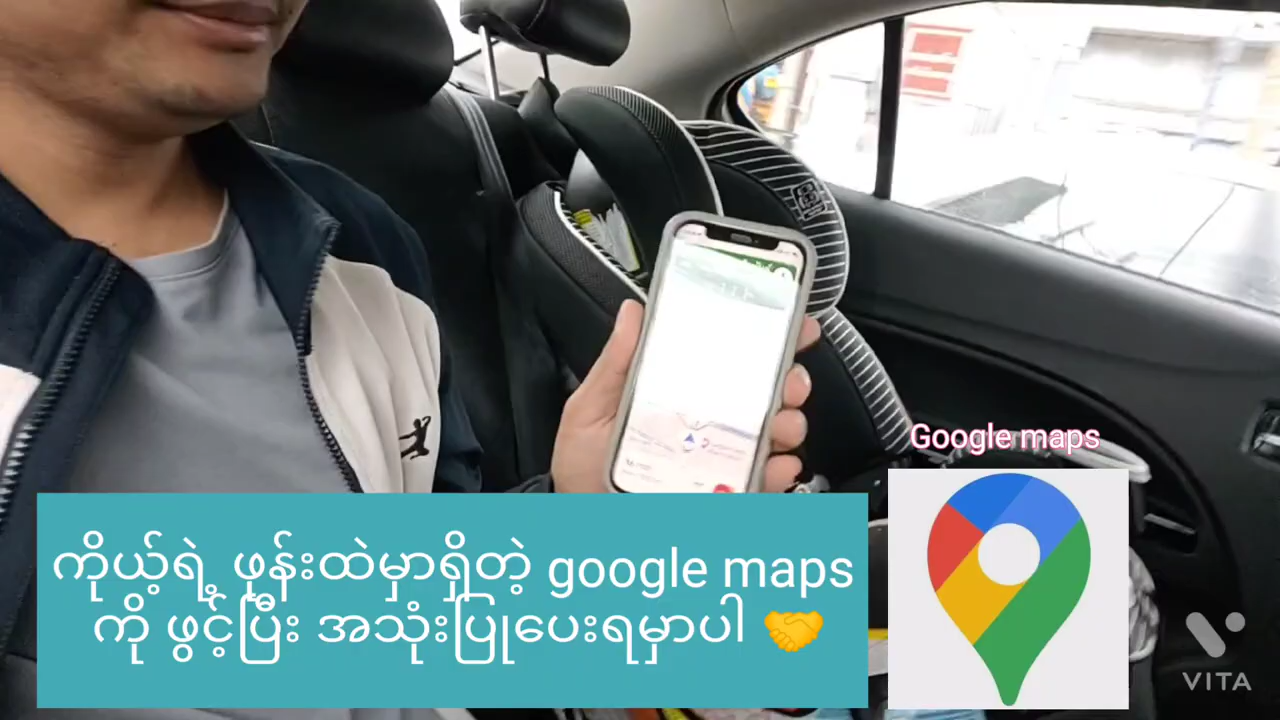 Google maps
ကိုယ့်ရဲ့ ဖုန်းထဲမှာရှိတဲ့ google maps
ကို ဖွင့်ပြီး အသုံးပြုပေးရမှာပါ 🤝
VITA